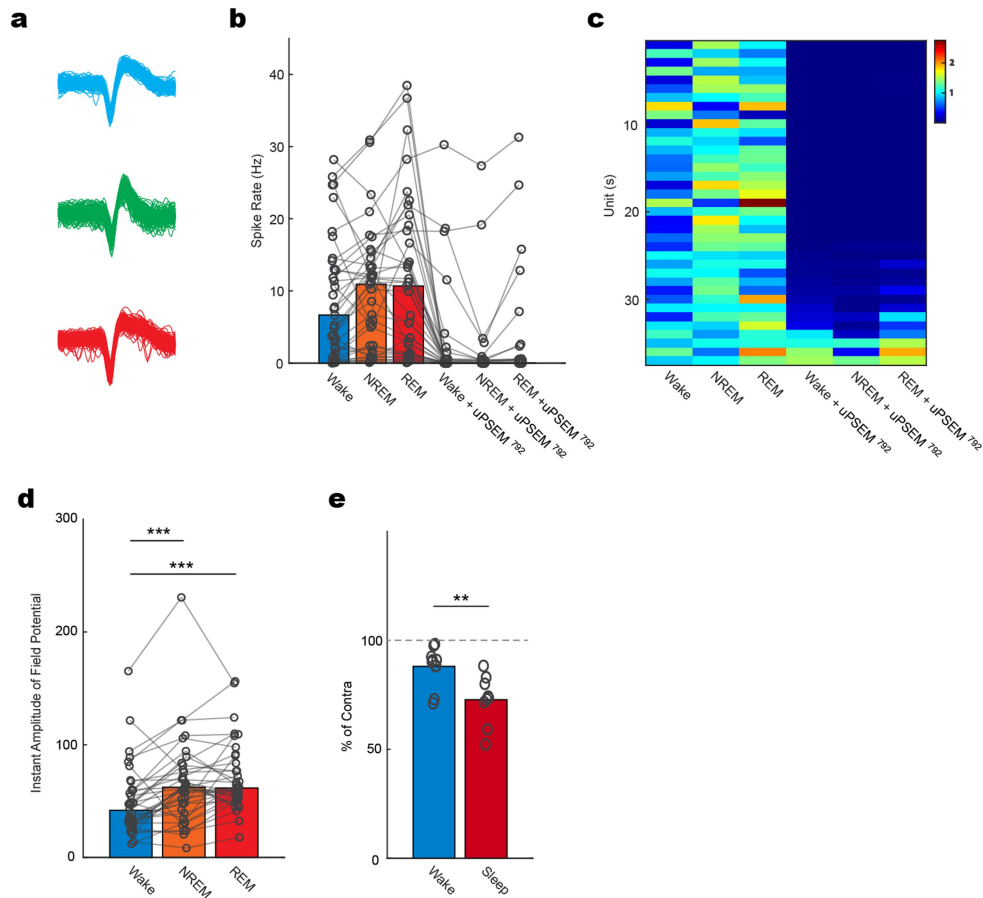 a
b
Spike Rate (Hz)
40
30
20
10
0
Wake
NREM
REM
Wake + uPSEM 792
NREM + uPSEM 792
REM +uPSEM 792
c
Unit (s)
10
20
30
2
1
Wake
NREM
REM
Wake + uPSEM 792
NREM + uPSEM 792
REM + uPSEM 792
d
Instant Amplitude of Field Potential
300
200
100
0
***
***
Wake
NREM
REM
e
% of Contra
100
50
0
**
Wake
Sleep